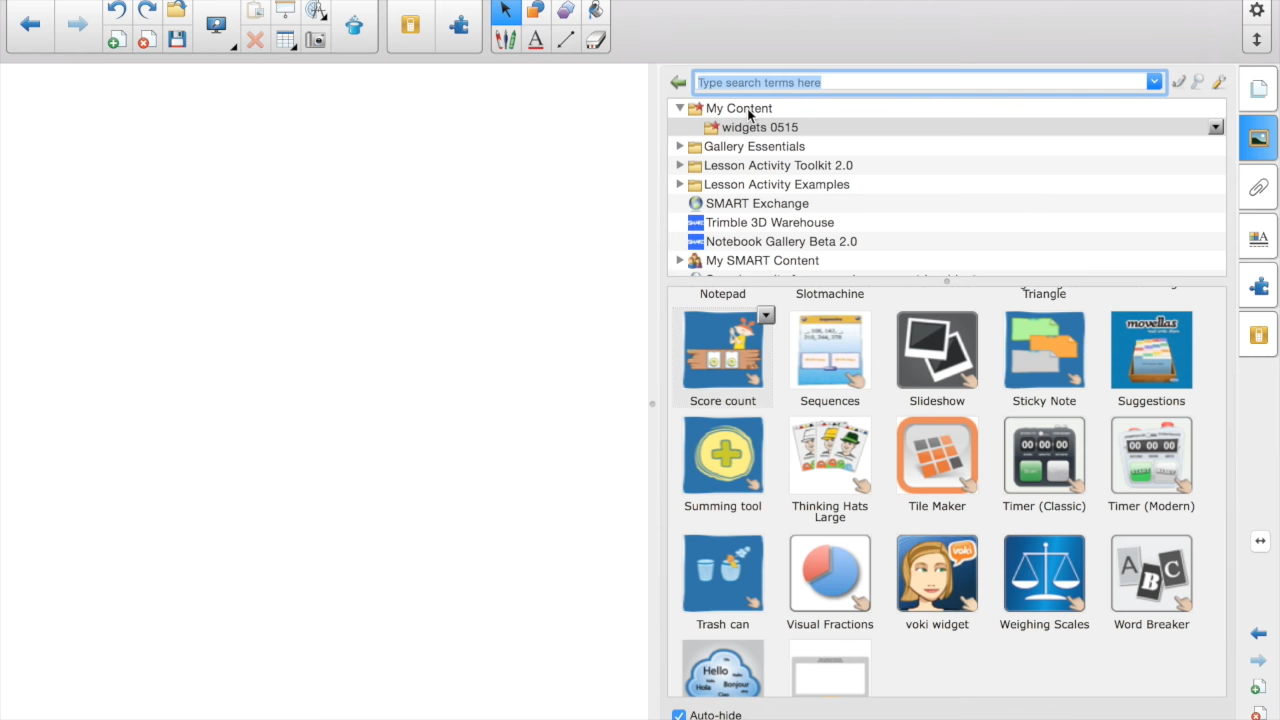 Type search terms here
My Content
widgets 0515
Gallery Essentials
Lesson Activity Toolkit 2.0
Lesson Activity Examples
SMART Exchange
Trimble 3D Warehouse
Notebook Gallery Beta 2.0
My SMART Content
Notepad
Slotmachine
Triangle
Score count
Sequences
Slideshow
Sticky Note
movellas
Suggestions
Summing tool
Thinking Hats
Large
Tile Maker
00 00 00
Timer (Classic)
00 00 00
Timer (Modern)
Trash can
Visual Fractions
voki
voki widget
Weighing Scales
A B C
Word Breaker
Hello
Hola Bonjour
Auto-hide